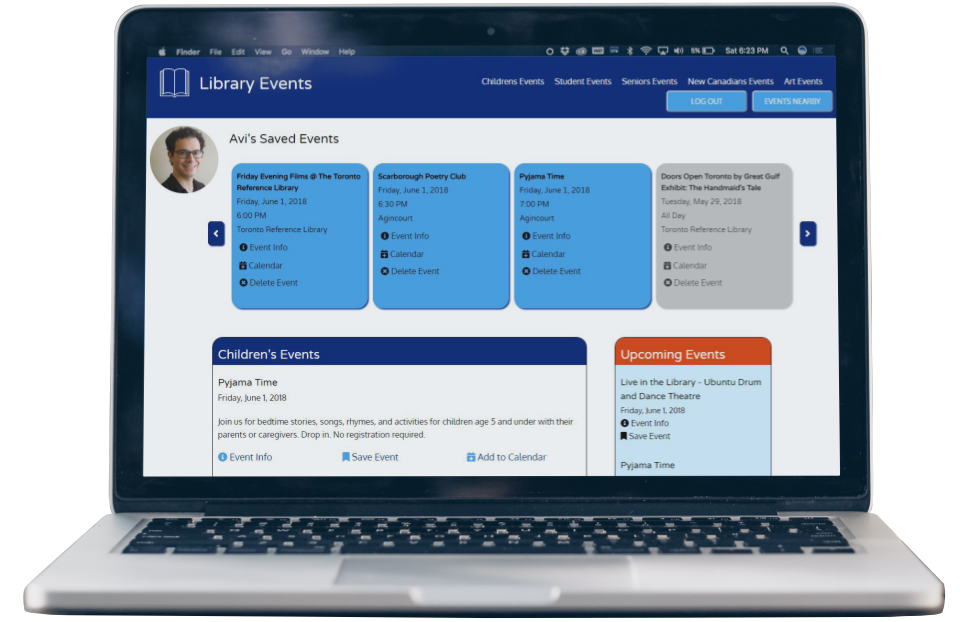 Finder File Edit View Go Window Help
5% Sat 6:23 PM
Library Events
Childrens Events Student Events Seniors Events New Canadians Events Art Events
LOG OUT EVENTS NEARBY
Avi's Saved Events
Friday Evening Films @ The Toronto
Reference Library
Friday, June 1, 2018
6:00 PM
Toronto Reference Library
Event Info
Calendar
Delete Event
Scarborough Poetry Club
Friday, June 1, 2018
6:30 PM
Agincourt
Event Info
Calendar
Delete Event
Pyjama Time
Friday, June 1, 2018
7:00 PM
Agincourt
Event Info
Calendar
Delete Event
Doors Open Toronto by Great Gulf
Exhibit: The Handmaid's Tale
Tuesday, May 29, 2018
All Day
Toronto Reference Library
Event Info
Calendar
Delete Event
Children's Events
Pyjama Time
Friday, June 1, 2018
Join us for bedtime stories, songs, rhymes, and activities for children age 5 and under with their
parents or caregivers. Drop in. No registration required.
Event Info Save Event Add to Calendar
Upcoming Events
Live in the Library - Ubuntu Drum
and Dance Theatre
Friday, June 1, 2018
Event Info
Save Event
Pyjama Time